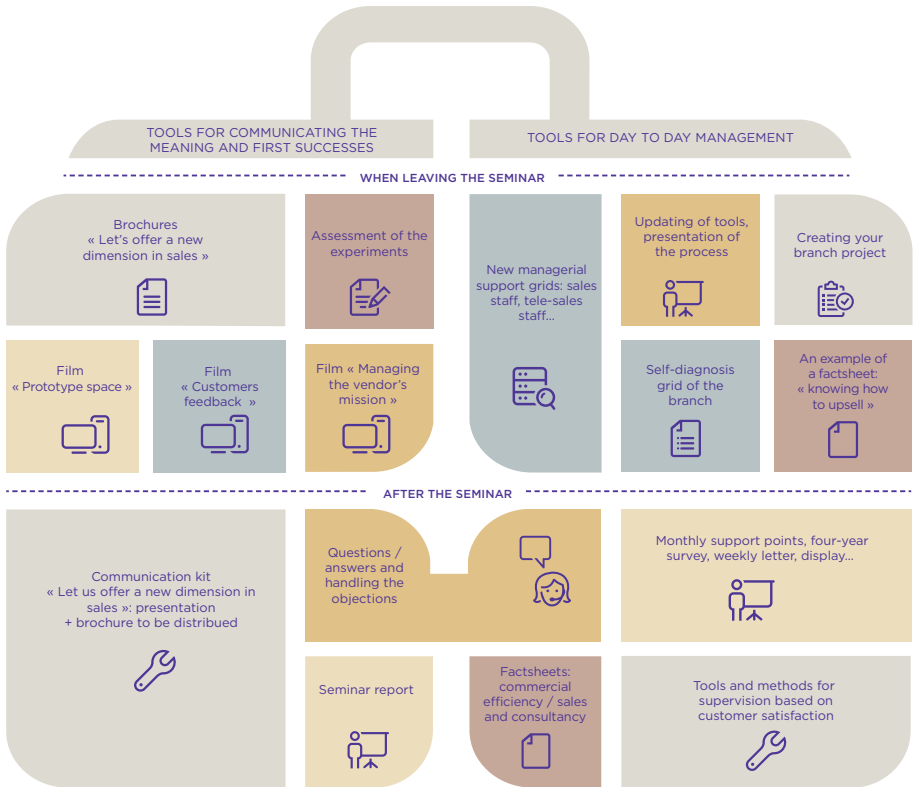 TOOLS FOR COMMUNICATING THE
MEANING AND FIRST SUCCESSES
TOOLS FOR DAY TO DAY MANAGEMENT
WHEN LEAVING THE SEMINAR
Brochures
« Let's offer a new
dimension in sales »
Assessment of the
experiments
New managerial
support grids: sales
staff, tele-sales
staff...
Updating of tools,
presentation of
the process
Creating your
branch project
Film
« Prototype space »
Film
« Customers
feedback »
Film « Managing
the vendor's
mission »
Self-diagnosis
grid of the
branch
An example of
a factsheet:
« knowing how
to upsell »
AFTER THE SEMINAR
Communication kit
« Let us offer a new dimension in
sales »: presentation
+ brochure to be distribued
Questions /
answers and
handling the
objections
Monthly support points, four-year
survey, weekly letter, display...
Seminar report
Factsheets:
commercial
efficiency / sales
and consultancy
Tools and methods for
supervision based on
customer satisfaction